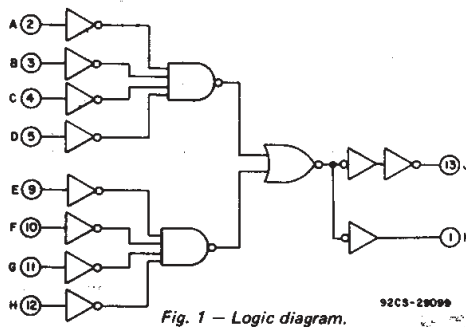 A 2
B 3
C 4
D 5
E 9
F 10
G 11
H 12
13 J
1
92CS-29099
Fig. 1 — Logic diagram.